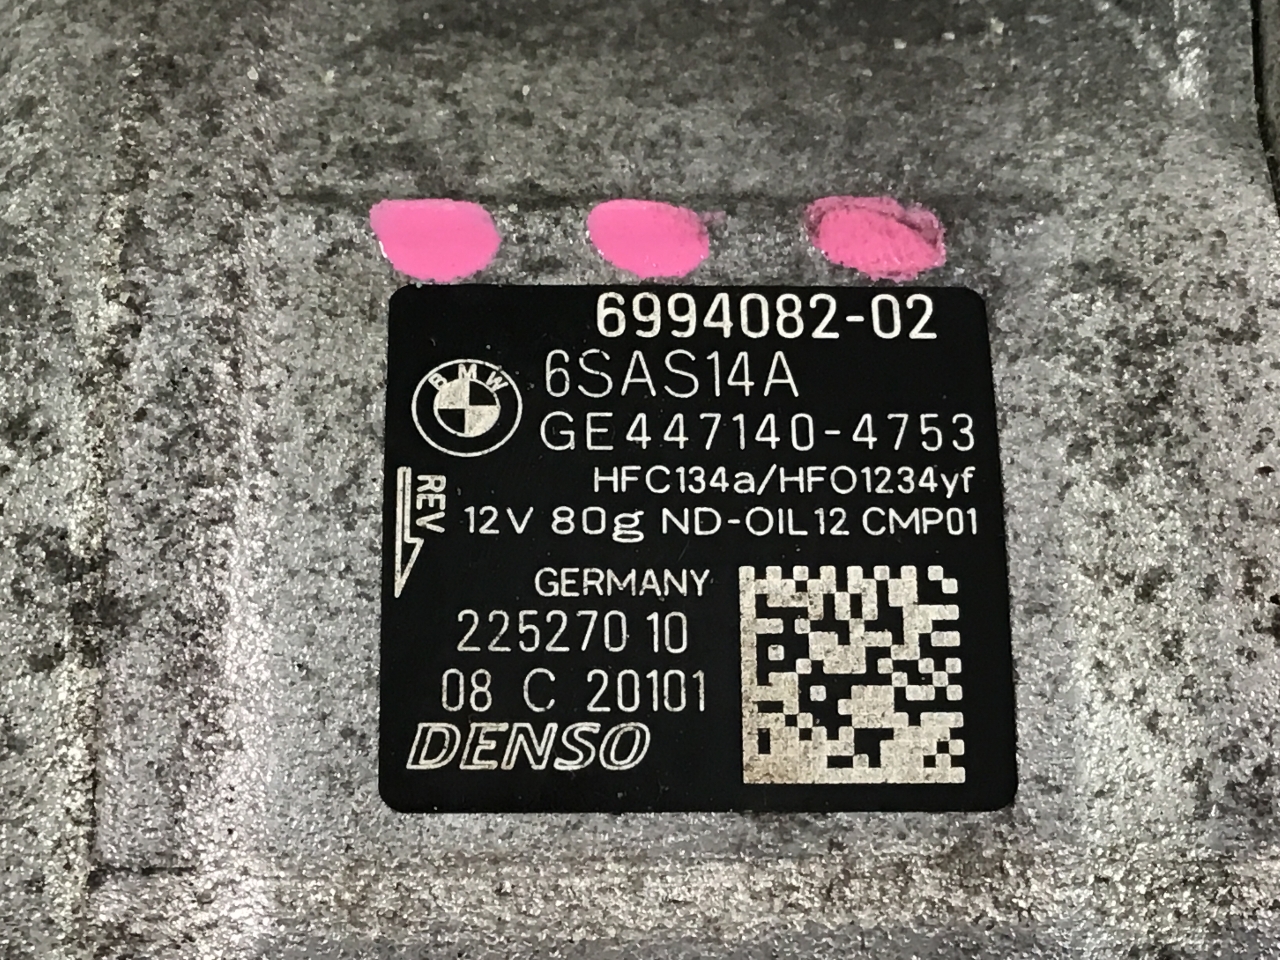 6994082-02
BMW
6SAS14A
GE447140-4753
HFC134a/HFO1234yf
REV
12V 80g ND-OIL12 CMP01
GERMANY
225270 10
08 C 20101
DENSO